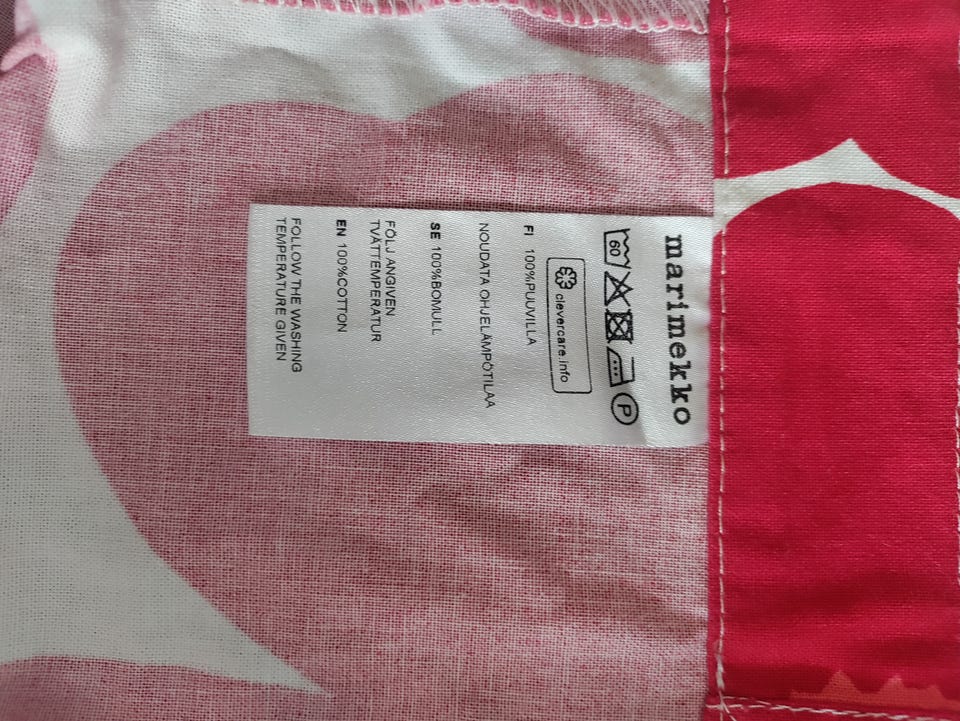 marimekko
60 P
clevercare.info
FI 100%PUUVILLA
NOUDATA OHJELÄMPÖTILAA
SE 100%BOMULL
FÖLJ ANGIVEN
TVÄTTEMPERATUR
EN 100%COTTON
FOLLOW THE WASHING
TEMPERATURE GIVEN